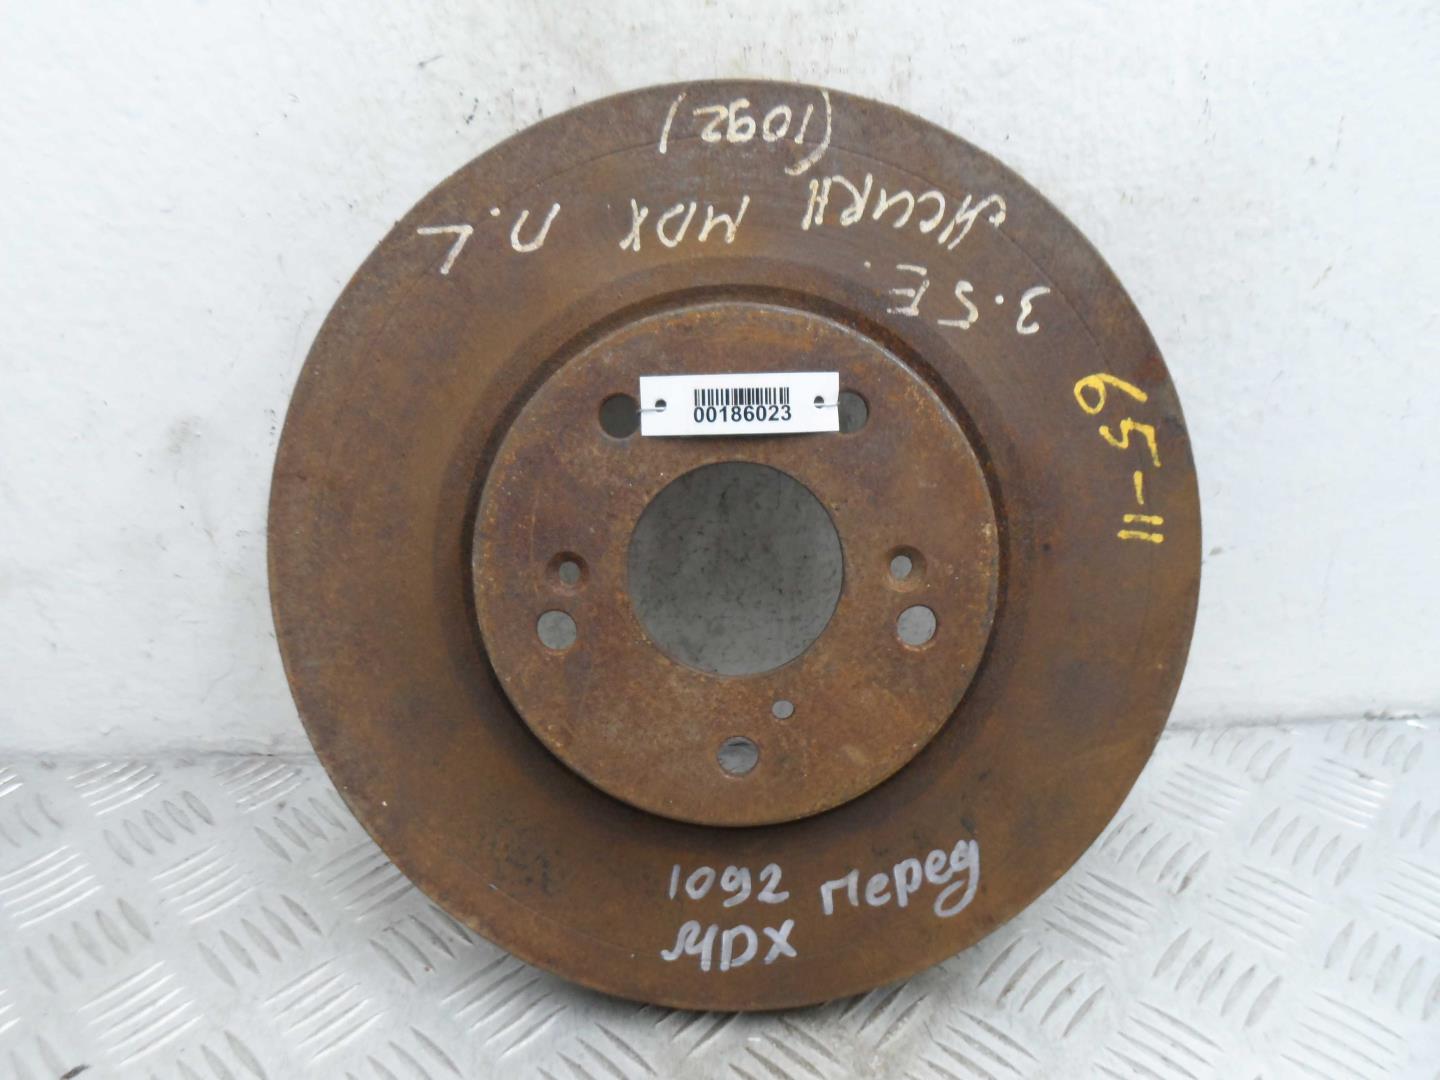 (1092)
ACURA MDX П.L
3.5E.
00186023
65-11
1092 Перед
MDX